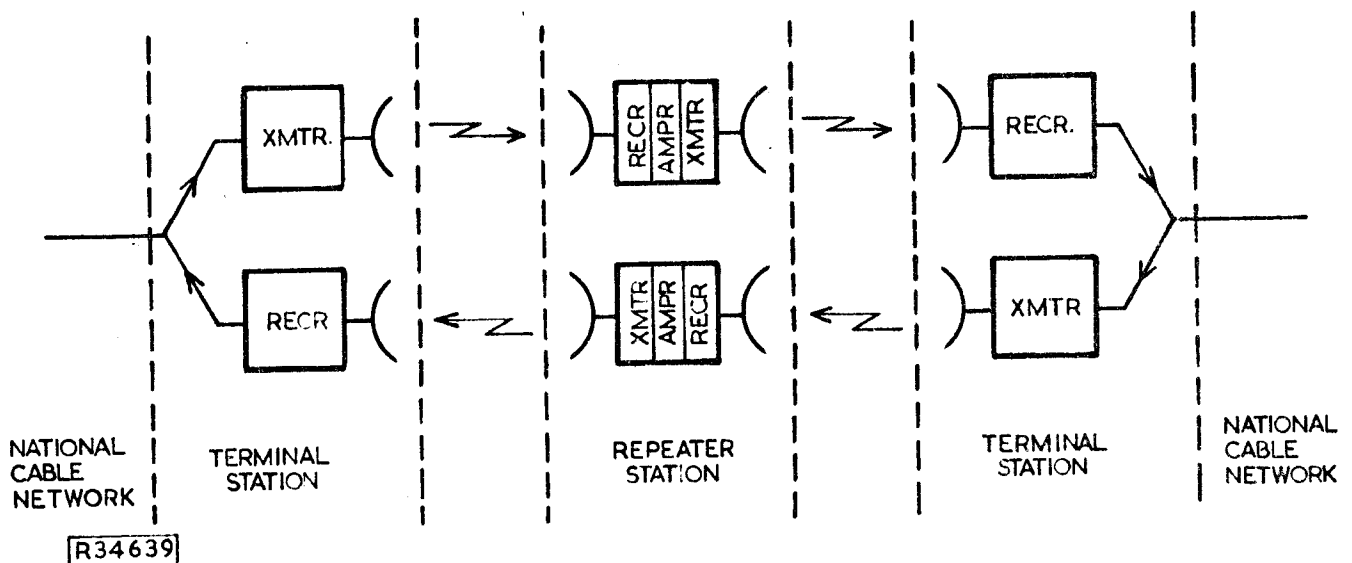 XMTR.
RECR
AMPR
XMTR
RECR.
RECR
XMTR
AMPR
RECR
XMTR
NATIONAL
CABLE
NETWORK
TERMINAL
STATION
REPEATER
STATION
TERMINAL
STATION
NATIONAL
CABLE
NETWORK
R34639